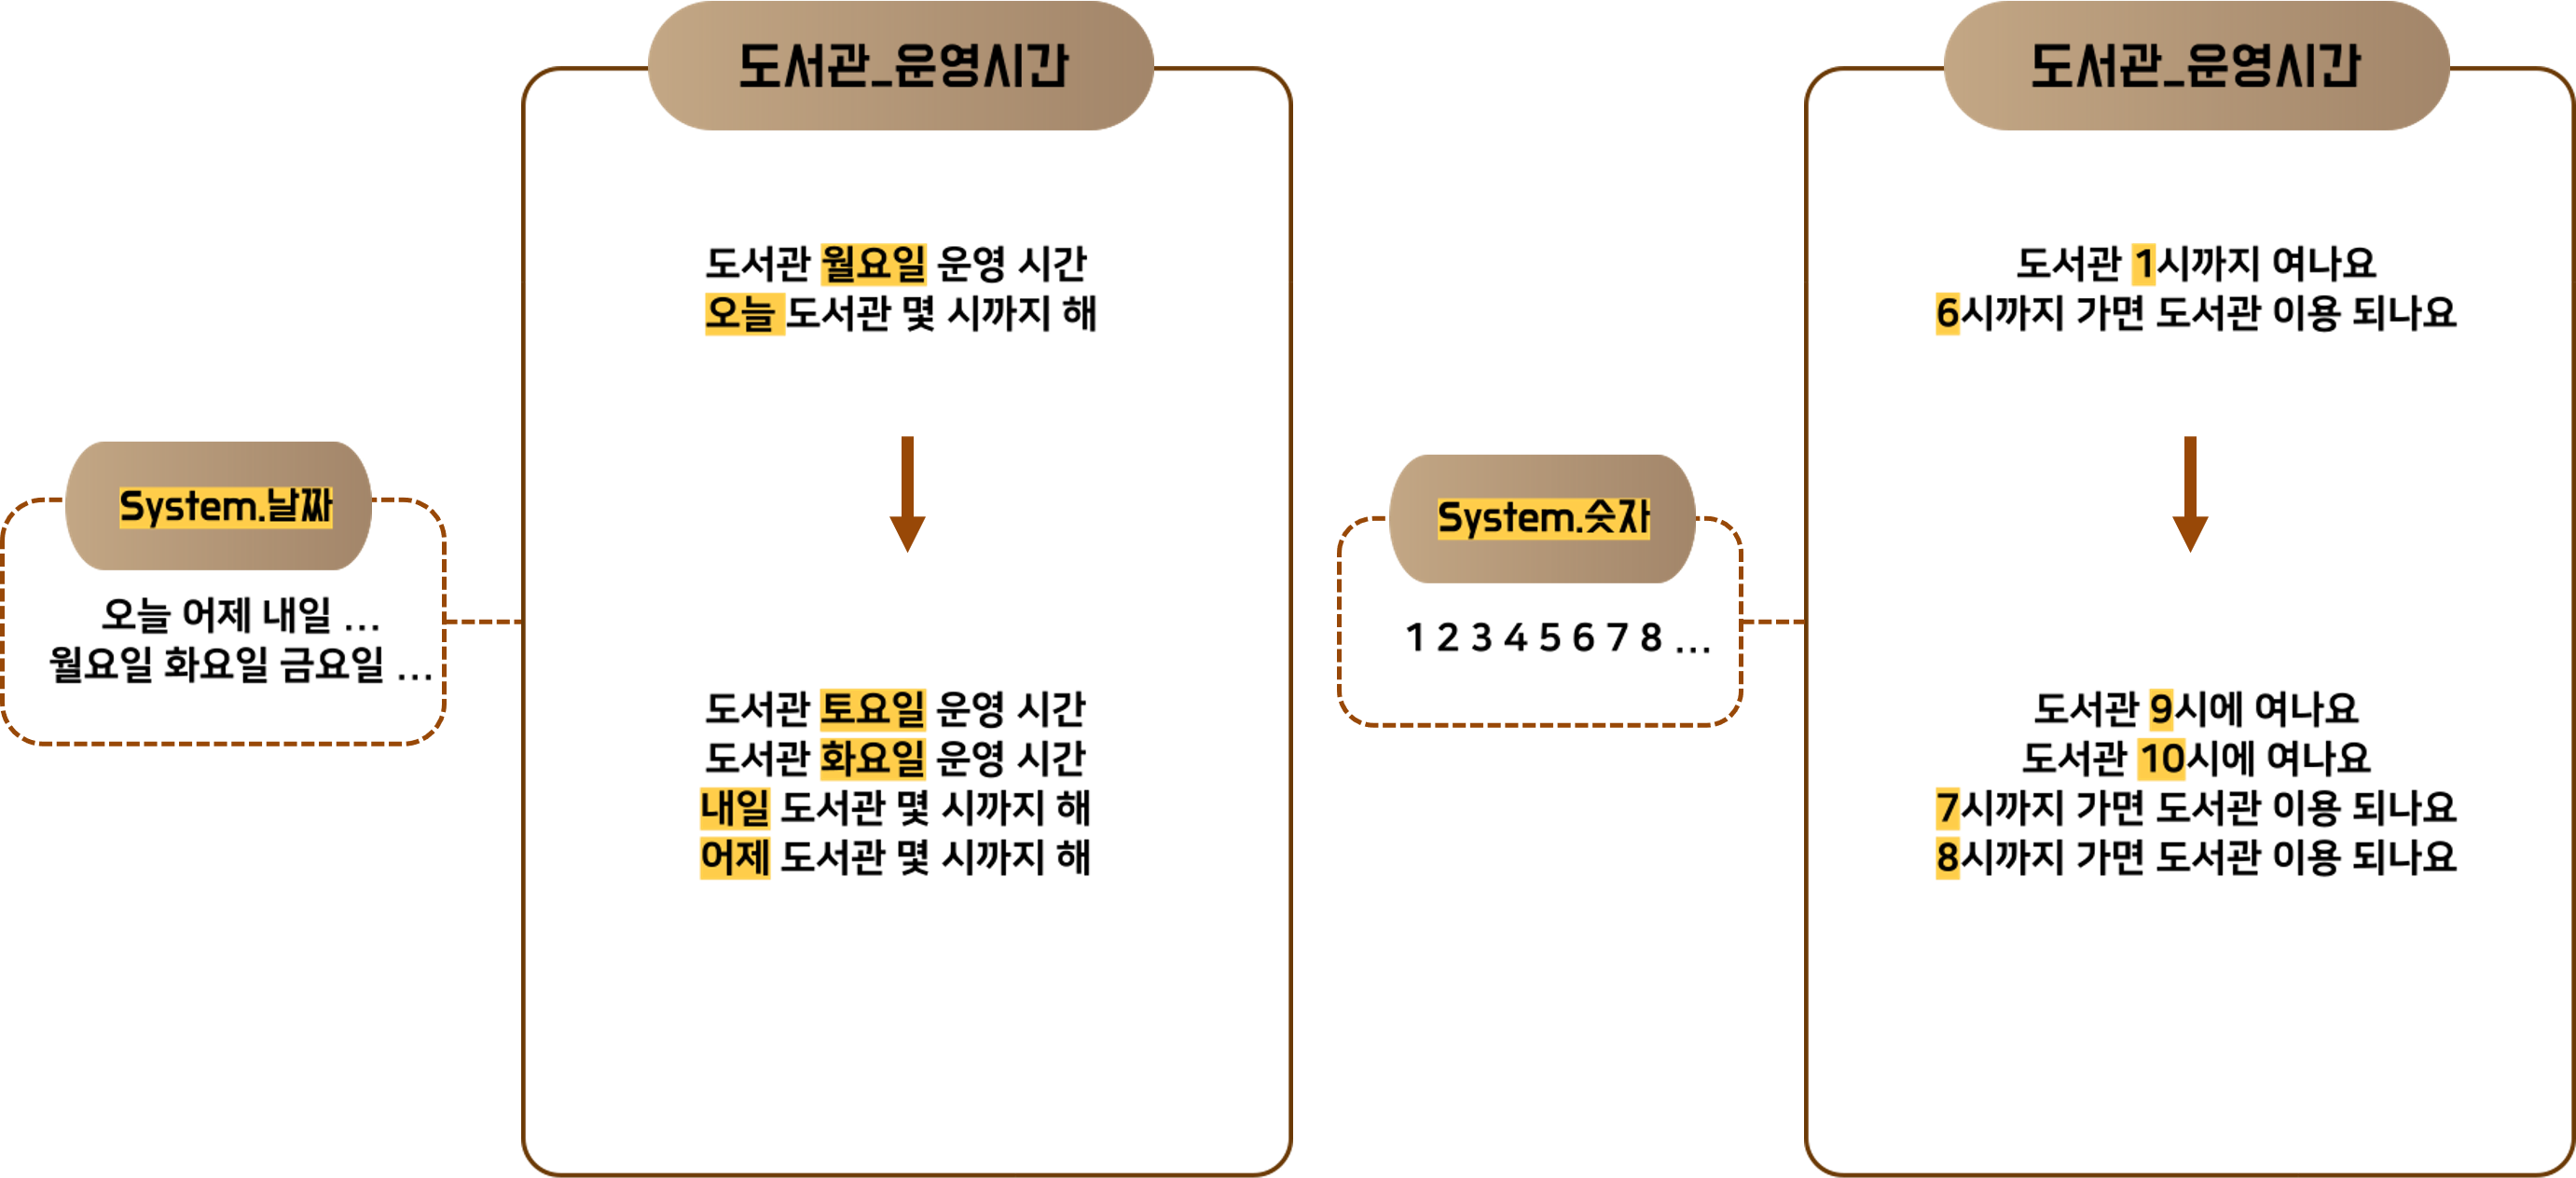 도서관_운영시간
도서관 월요일 운영 시간
오늘 도서관 몇 시까지 해
System.날짜
오늘 어제 내일 ...
월요일 화요일 금요일 ...
도서관 토요일 운영 시간
도서관 화요일 운영 시간
내일 도서관 몇 시까지 해
어제 도서관 몇 시까지 해
도서관_운영시간
도서관 1시까지 여나요
6시까지 가면 도서관 이용 되나요
System.숫자
1 2 3 4 5 6 7 8 ...
도서관 9시에 여나요
도서관 10시에 여나요
7시까지 가면 도서관 이용 되나요
8시까지 가면 도서관 이용 되나요